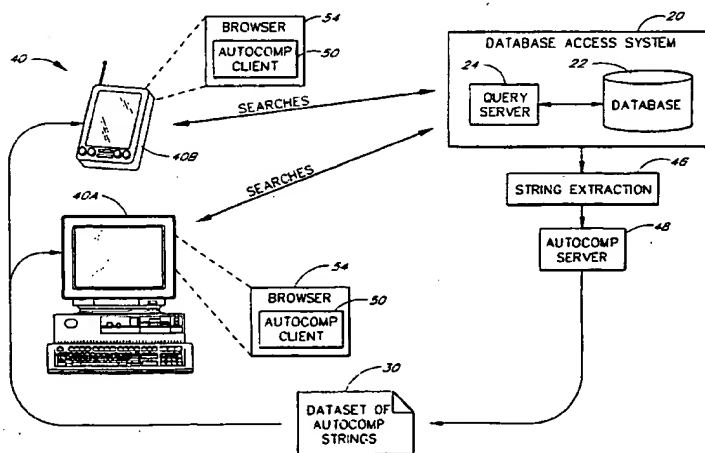 54
BROWSER
AUTOCOMP
CLIENT
50
40
40B
SEARCHES
20
DATABASE ACCESS SYSTEM
24
22
QUERY
SERVER
DATABASE
SEARCHES
46
STRING EXTRACTION
48
AUTOCOMP
SERVER
40A
54
BROWSER
50
AUTOCOMP
CLIENT
30
DATASET OF
AUTOCOMP
STRINGS